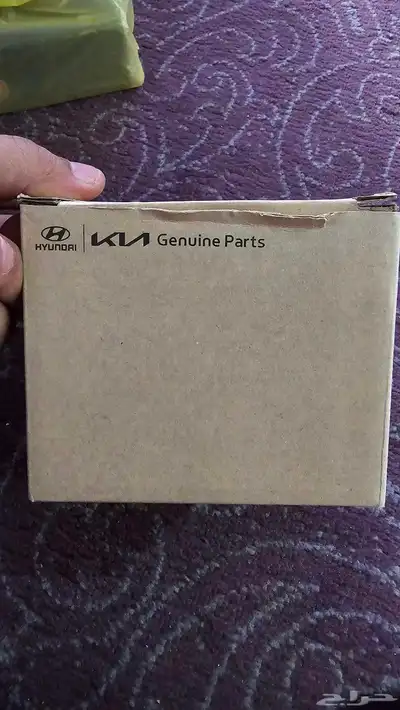 HYUNDAI KIA Genuine Parts
حراج